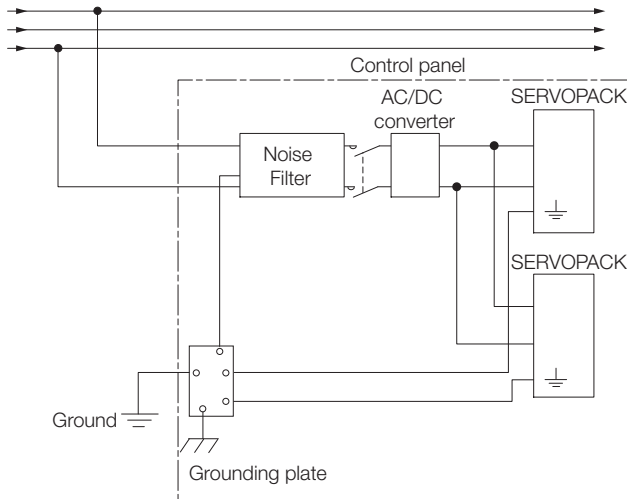 Control panel
AC/DC
converter
SERVOPACK
Noise
Filter
SERVOPACK
Ground
Grounding plate